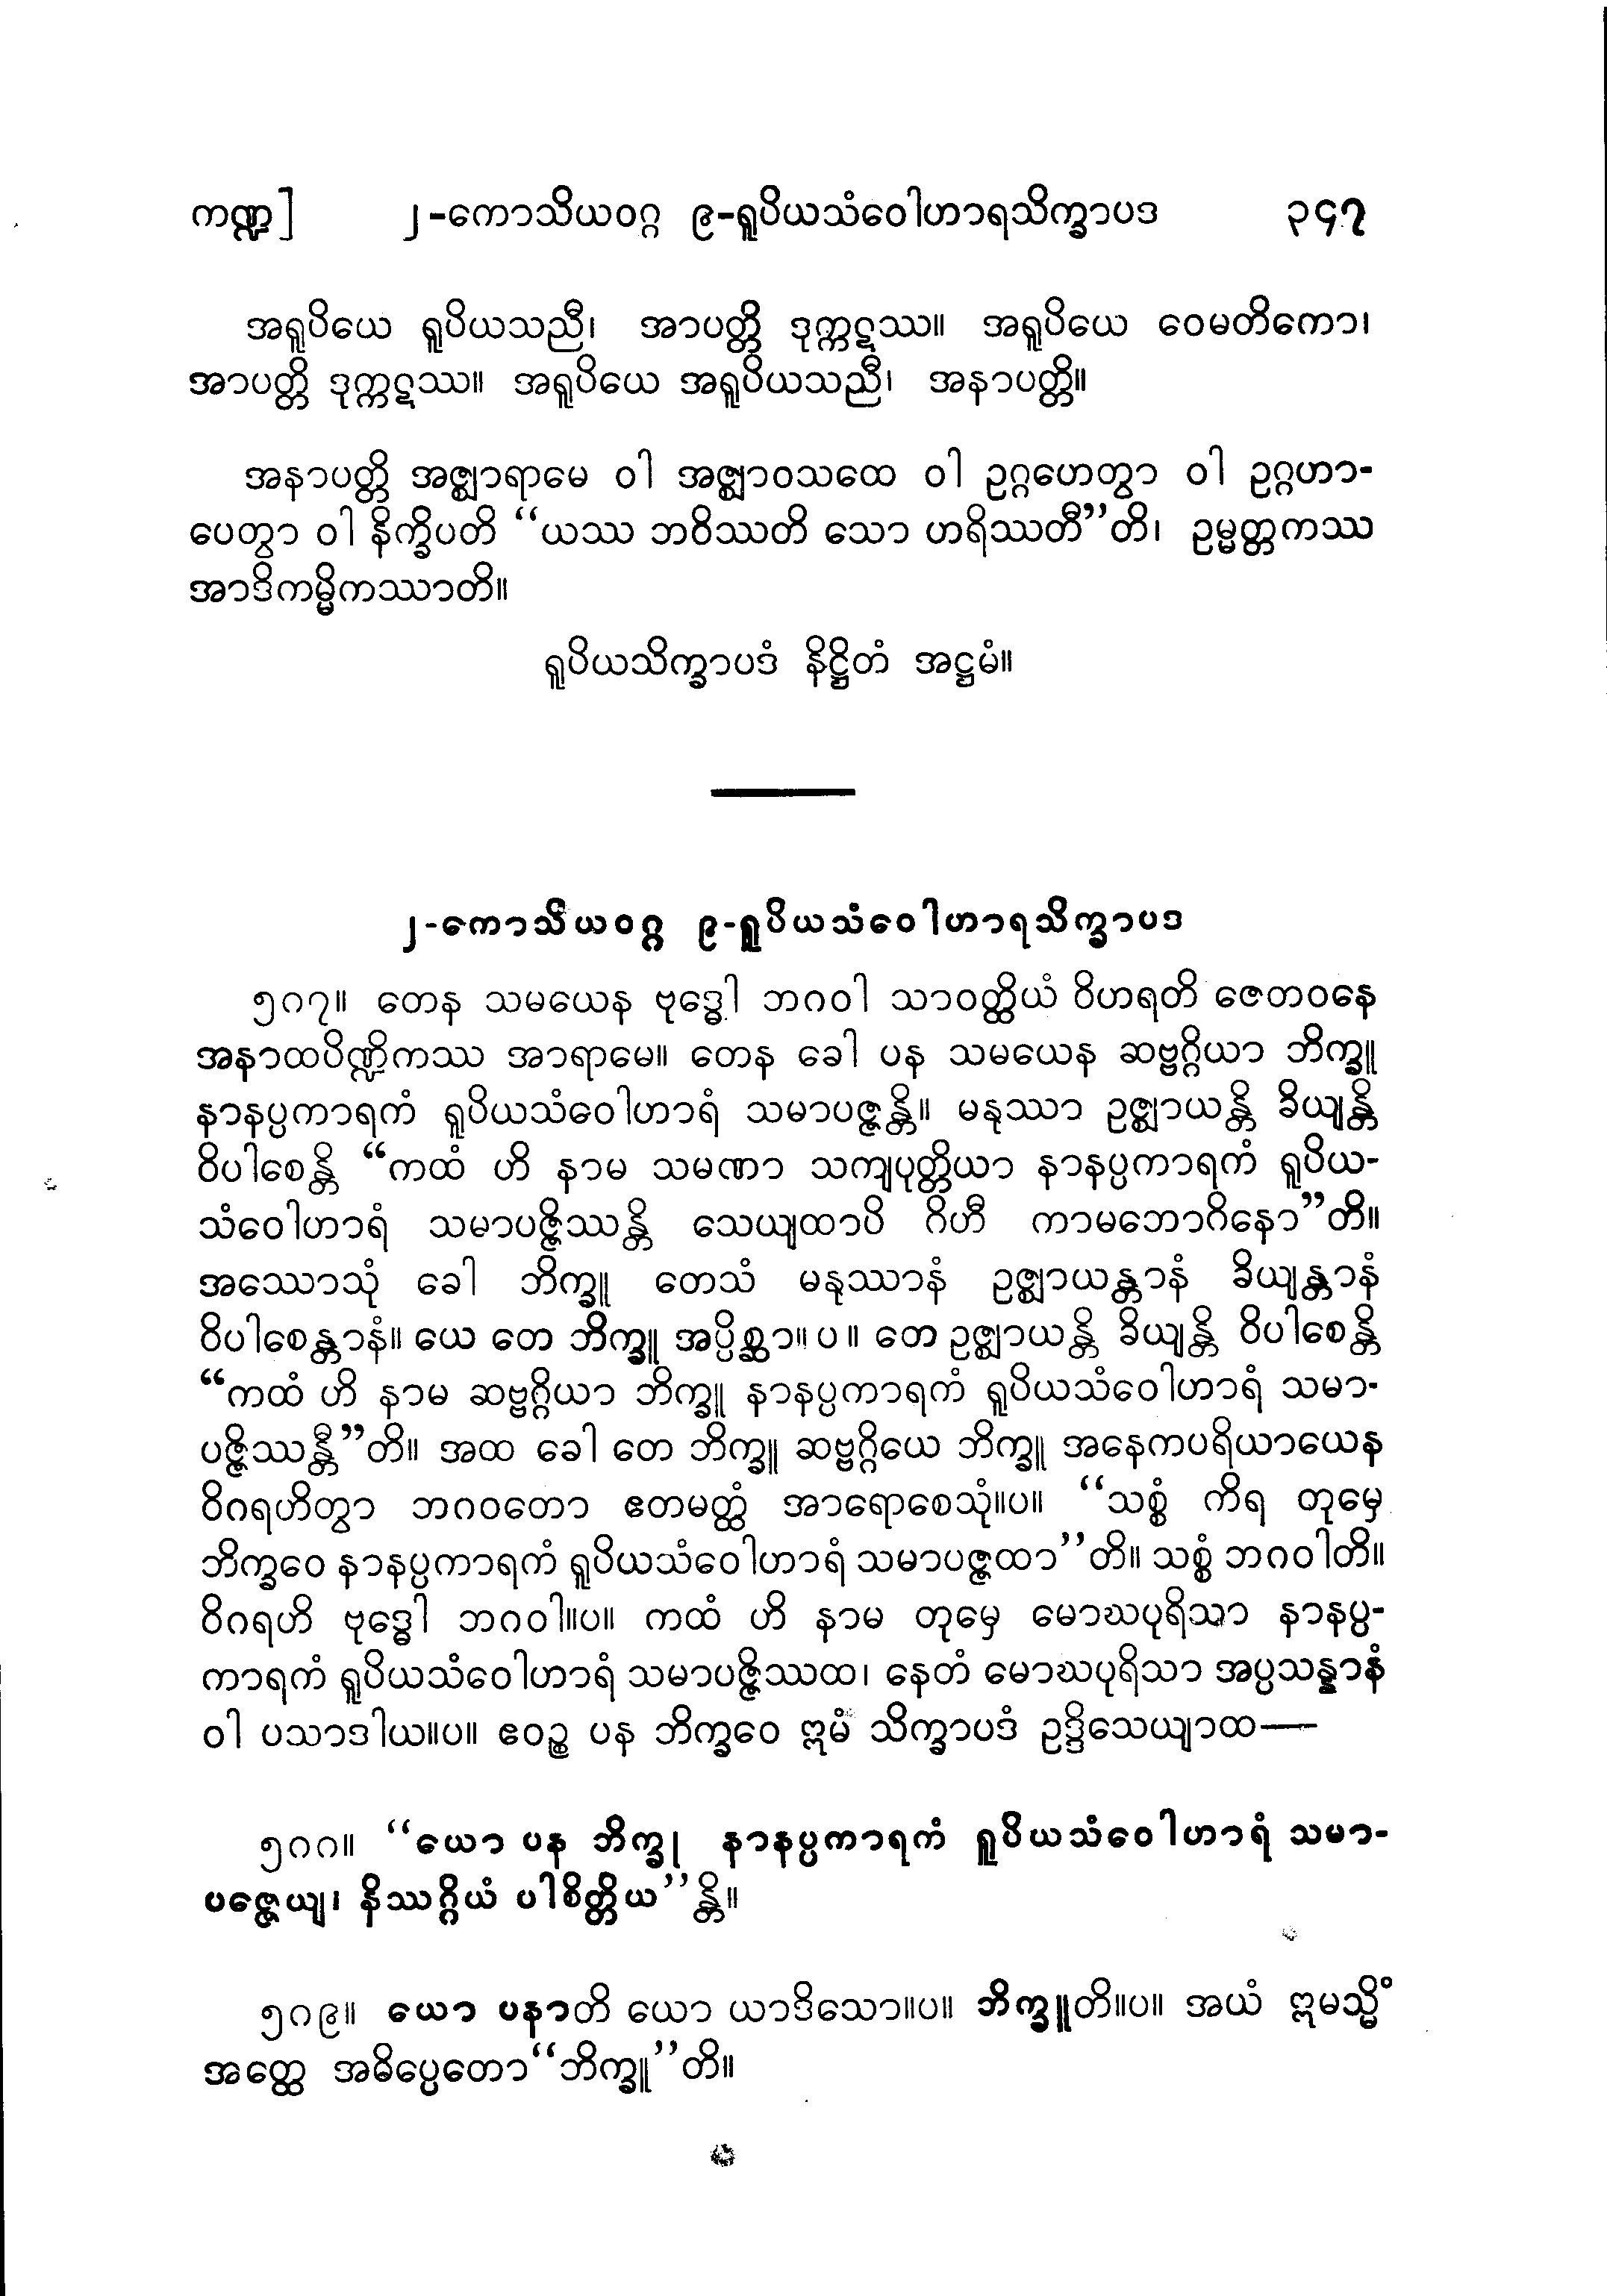 ကဏ္ဍ] ၂-ကောသိယဝဂ္ဂ ၉-ရူပိယသံဝေါဟာရသိက္ခာပဒ ၃၄၇
အရူပိယေ ရူပိယသညီ၊ အာပတ္တိ ဒုက္ကဋဿ။ အရူပိယေ ဝေမတိကော၊
အာပတ္တိ ဒုက္ကဋဿ။ အရူပိယေ အရူပိယသညီ၊ အနာပတ္တိ။
အနာပတ္တိ အဇ္ဈာရာမေ ဝါ အဇ္ဈာဝသထေ ဝါ ဥဂ္ဂဟေတွာ ဝါ ဥဂ္ဂဟာ-
ပေတွာ ဝါ နိက္ခိပတိ “ယဿ ဘဝိဿတိ သော ဟရိဿတီ”တိ၊ ဥမ္မတ္တကဿ
အာဒိကမ္မိကဿာတိ။
ရူပိယသိက္ခာပဒံ နိဋ္ဌိတံ အဋ္ဌမံ။
၂-ကောသိယဝဂ္ဂ ၉-ရူပိယသံဝေါဟာရသိက္ခာပဒ
၅၈၇။ တေန သမယေန ဗုဒ္ဓေါ ဘဂဝါ သာဝတ္ထိယံ ဝိဟရတိ ဇေတဝနေ
အနာထပိဏ္ဍိကဿ အာရာမေ။ တေန ခေါ ပန သမယေန ဆဗ္ဗဂ္ဂိယာ ဘိက္ခူ
နာနပ္ပကာရကံ ရူပိယသံဝေါဟာရံ သမာပဇ္ဇန္တိ။ မနုဿာ ဥဇ္ဈာယန္တိ ခိယျန္တိ
ဝိပါစေန္တိ “ကထံ ဟိ နာမ သမဏာ သကျပုတ္တိယာ နာနပ္ပကာရကံ ရူပိယ-
သံဝေါဟာရံ သမာပဇ္ဇိဿန္တိ သေယျထာပိ ဂိဟီ ကာမဘောဂိနော”တိ။
အဿောသုံ ခေါ ဘိက္ခူ တေသံ မနုဿာနံ ဥဇ္ဈာယန္တာနံ ခိယျန္တာနံ
ဝိပါစေန္တာနံ။ ယေ တေ ဘိက္ခူ အပ္ပိစ္ဆာ။ပ။ တေ ဥဇ္ဈာယန္တိ ခိယျန္တိ ဝိပါစေန္တိ
“ကထံ ဟိ နာမ ဆဗ္ဗဂ္ဂိယာ ဘိက္ခူ နာနပ္ပကာရကံ ရူပိယသံဝေါဟာရံ သမာ-
ပဇ္ဇိဿန္တီ”တိ။ အထ ခေါ တေ ဘိက္ခူ ဆဗ္ဗဂ္ဂိယေ ဘိက္ခူ အနေကပရိယာယေန
ဝိဂရဟိတွာ ဘဂဝတော ဧတမတ္ထံ အာရောစေသုံ။ပ။ “သစ္စံ ကိရ တုမှေ
ဘိက္ခဝေ နာနပ္ပကာရကံ ရူပိယသံဝေါဟာရံ သမာပဇ္ဇထာ”တိ။ သစ္စံ ဘဂဝါတိ။
ဝိဂရဟိ ဗုဒ္ဓေါ ဘဂဝါ။ပ။ ကထံ ဟိ နာမ တုမှေ မောဃပုရိသာ နာနပ္ပ-
ကာရကံ ရူပိယသံဝေါဟာရံ သမာပဇ္ဇိဿထ၊ နေတံ မောဃပုရိသာ အပ္ပသန္နာနံ
ဝါ ပသာဒါယ။ပ။ ဧဝဉ္စ ပန ဘိက္ခဝေ ဣမံ သိက္ခာပဒံ ဥဒ္ဒိသေယျာထ—
၅၈၈။ “ယော ပန ဘိက္ခု နာနပ္ပကာရကံ ရူပိယသံဝေါဟာရံ သမာ-
ပဇ္ဇေယျ၊ နိဿဂ္ဂိယံ ပါစိတ္တိယ”န္တိ။
၅၈၉။ ယော ပနာတိ ယော ယာဒိသော။ပ။ ဘိက္ခူတိ။ပ။ အယံ ဣမသ္မိံ
အတ္ထေ အဓိပ္ပေတော“ဘိက္ခူ”တိ။